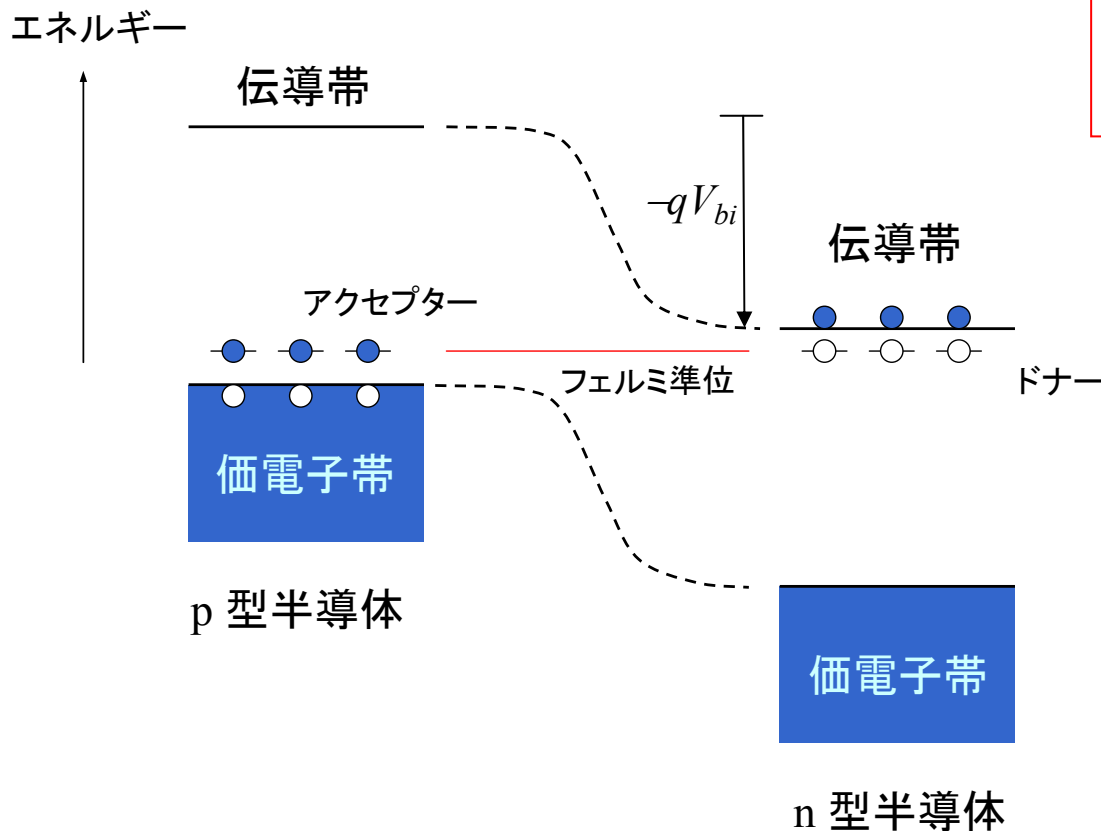 エネルギー
伝導帯
−qV_{bi}
伝導帯
アクセプター
フェルミ準位
ドナー
価電子帯
p 型半導体
価電子帯
n 型半導体